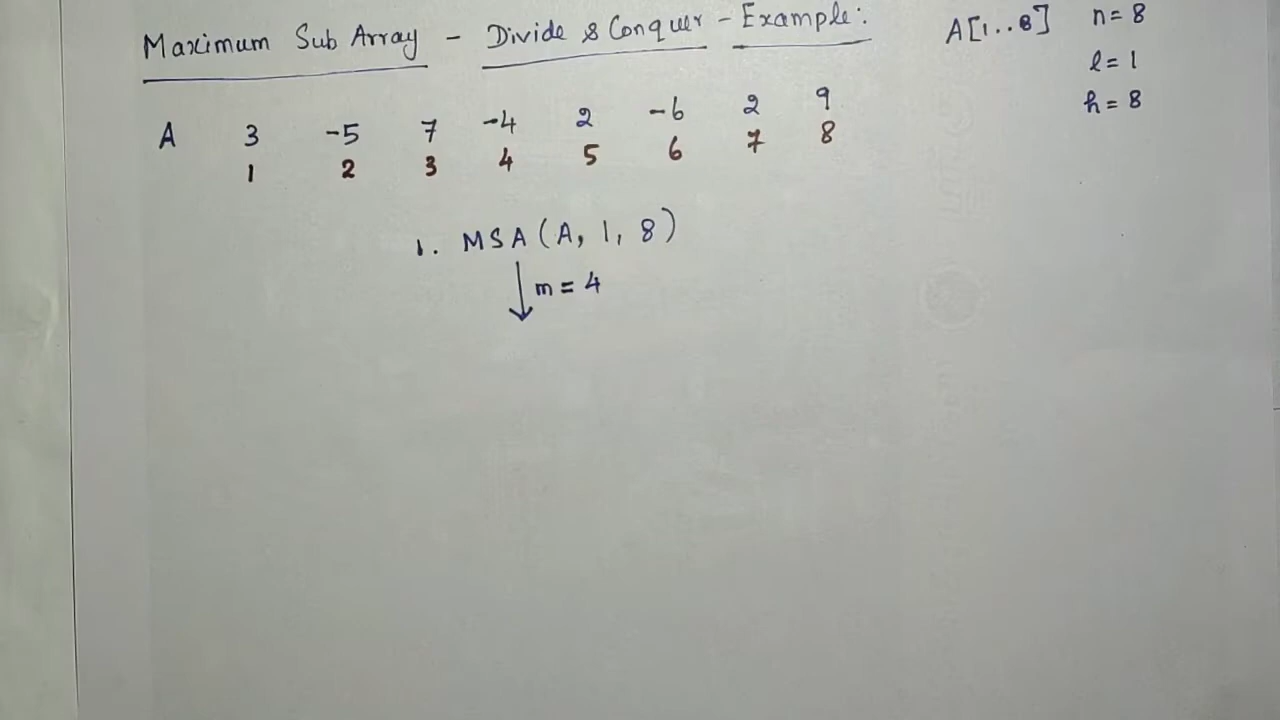 Maximum Sub Array - Divide & Conquer - Example:
A[1..8] n=8
l=1
h=8
A 3 -5 7 -4 2 -6 2 9
1 2 3 4 5 6 7 8
1. MSA(A, 1, 8)
m=4